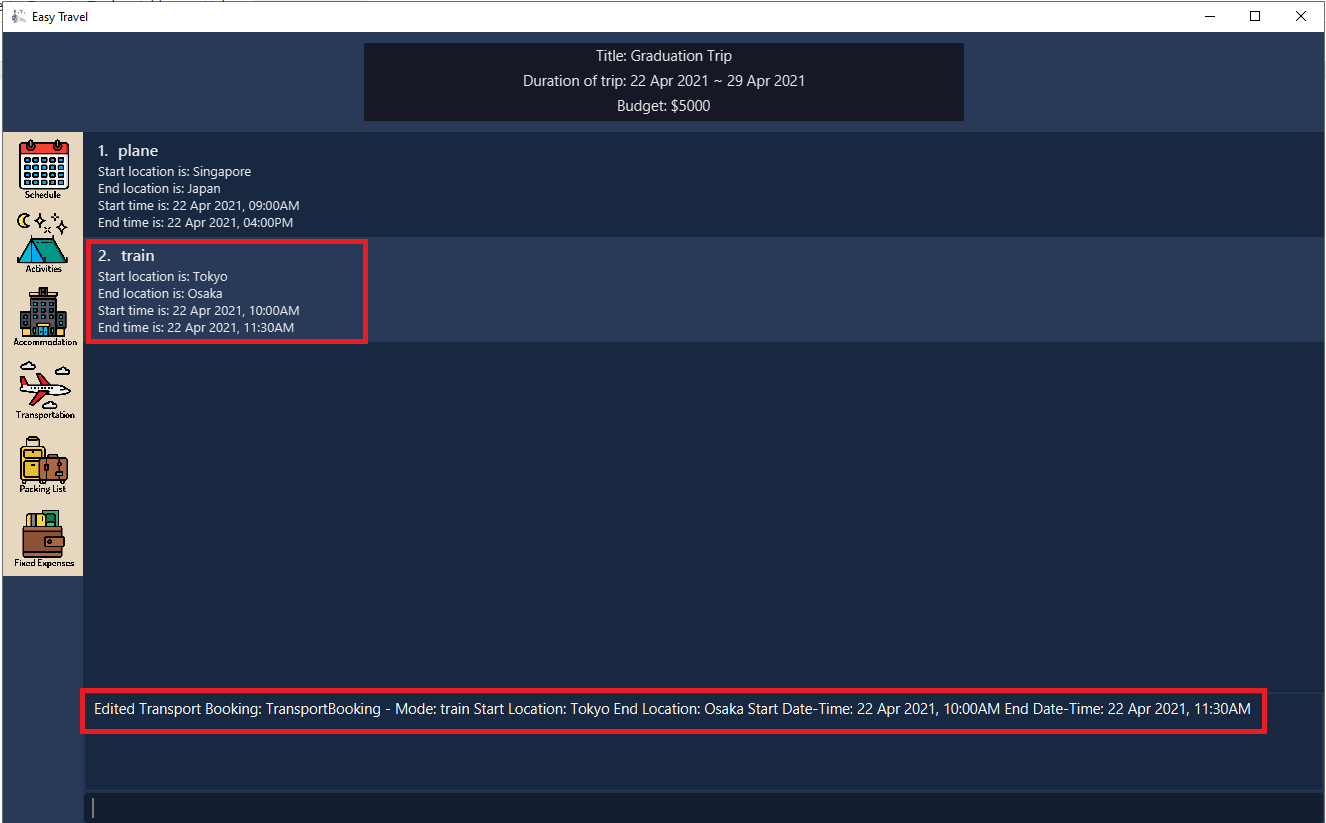 Easy Travel
Title: Graduation Trip
Duration of trip: 22 Apr 2021 ~ 29 Apr 2021
Budget: $5000
Schedule
Activities
Accommodation
Transportation
Packing List
Fixed Expenses
1. plane
Start location is: Singapore
End location is: Japan
Start time is: 22 Apr 2021, 09:00AM
End time is: 22 Apr 2021, 04:00PM
2. train
Start location is: Tokyo
End location is: Osaka
Start time is: 22 Apr 2021, 10:00AM
End time is: 22 Apr 2021, 11:30AM
Edited Transport Booking: TransportBooking - Mode: train Start Location: Tokyo End Location: Osaka Start Date-Time: 22 Apr 2021, 10:00AM End Date-Time: 22 Apr 2021, 11:30AM